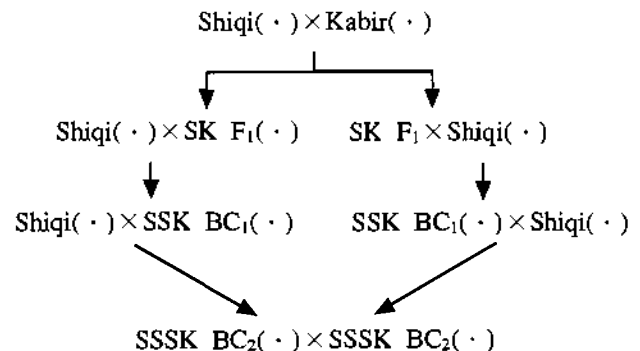 Shiqi( · )×Kabir( · )
Shiqi( · )×SK F₁( · ) SK F₁×Shiqi( · )
Shiqi( · )×SSK BC₁( · ) SSK BC₁( · )×Shiqi( · )
SSSK BC₂( · )×SSSK BC₂( · )